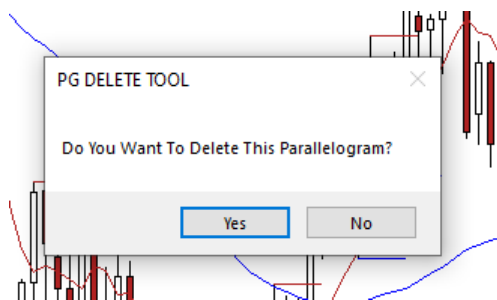 PG DELETE TOOL
Do You Want To Delete This Parallelogram?
Yes
No